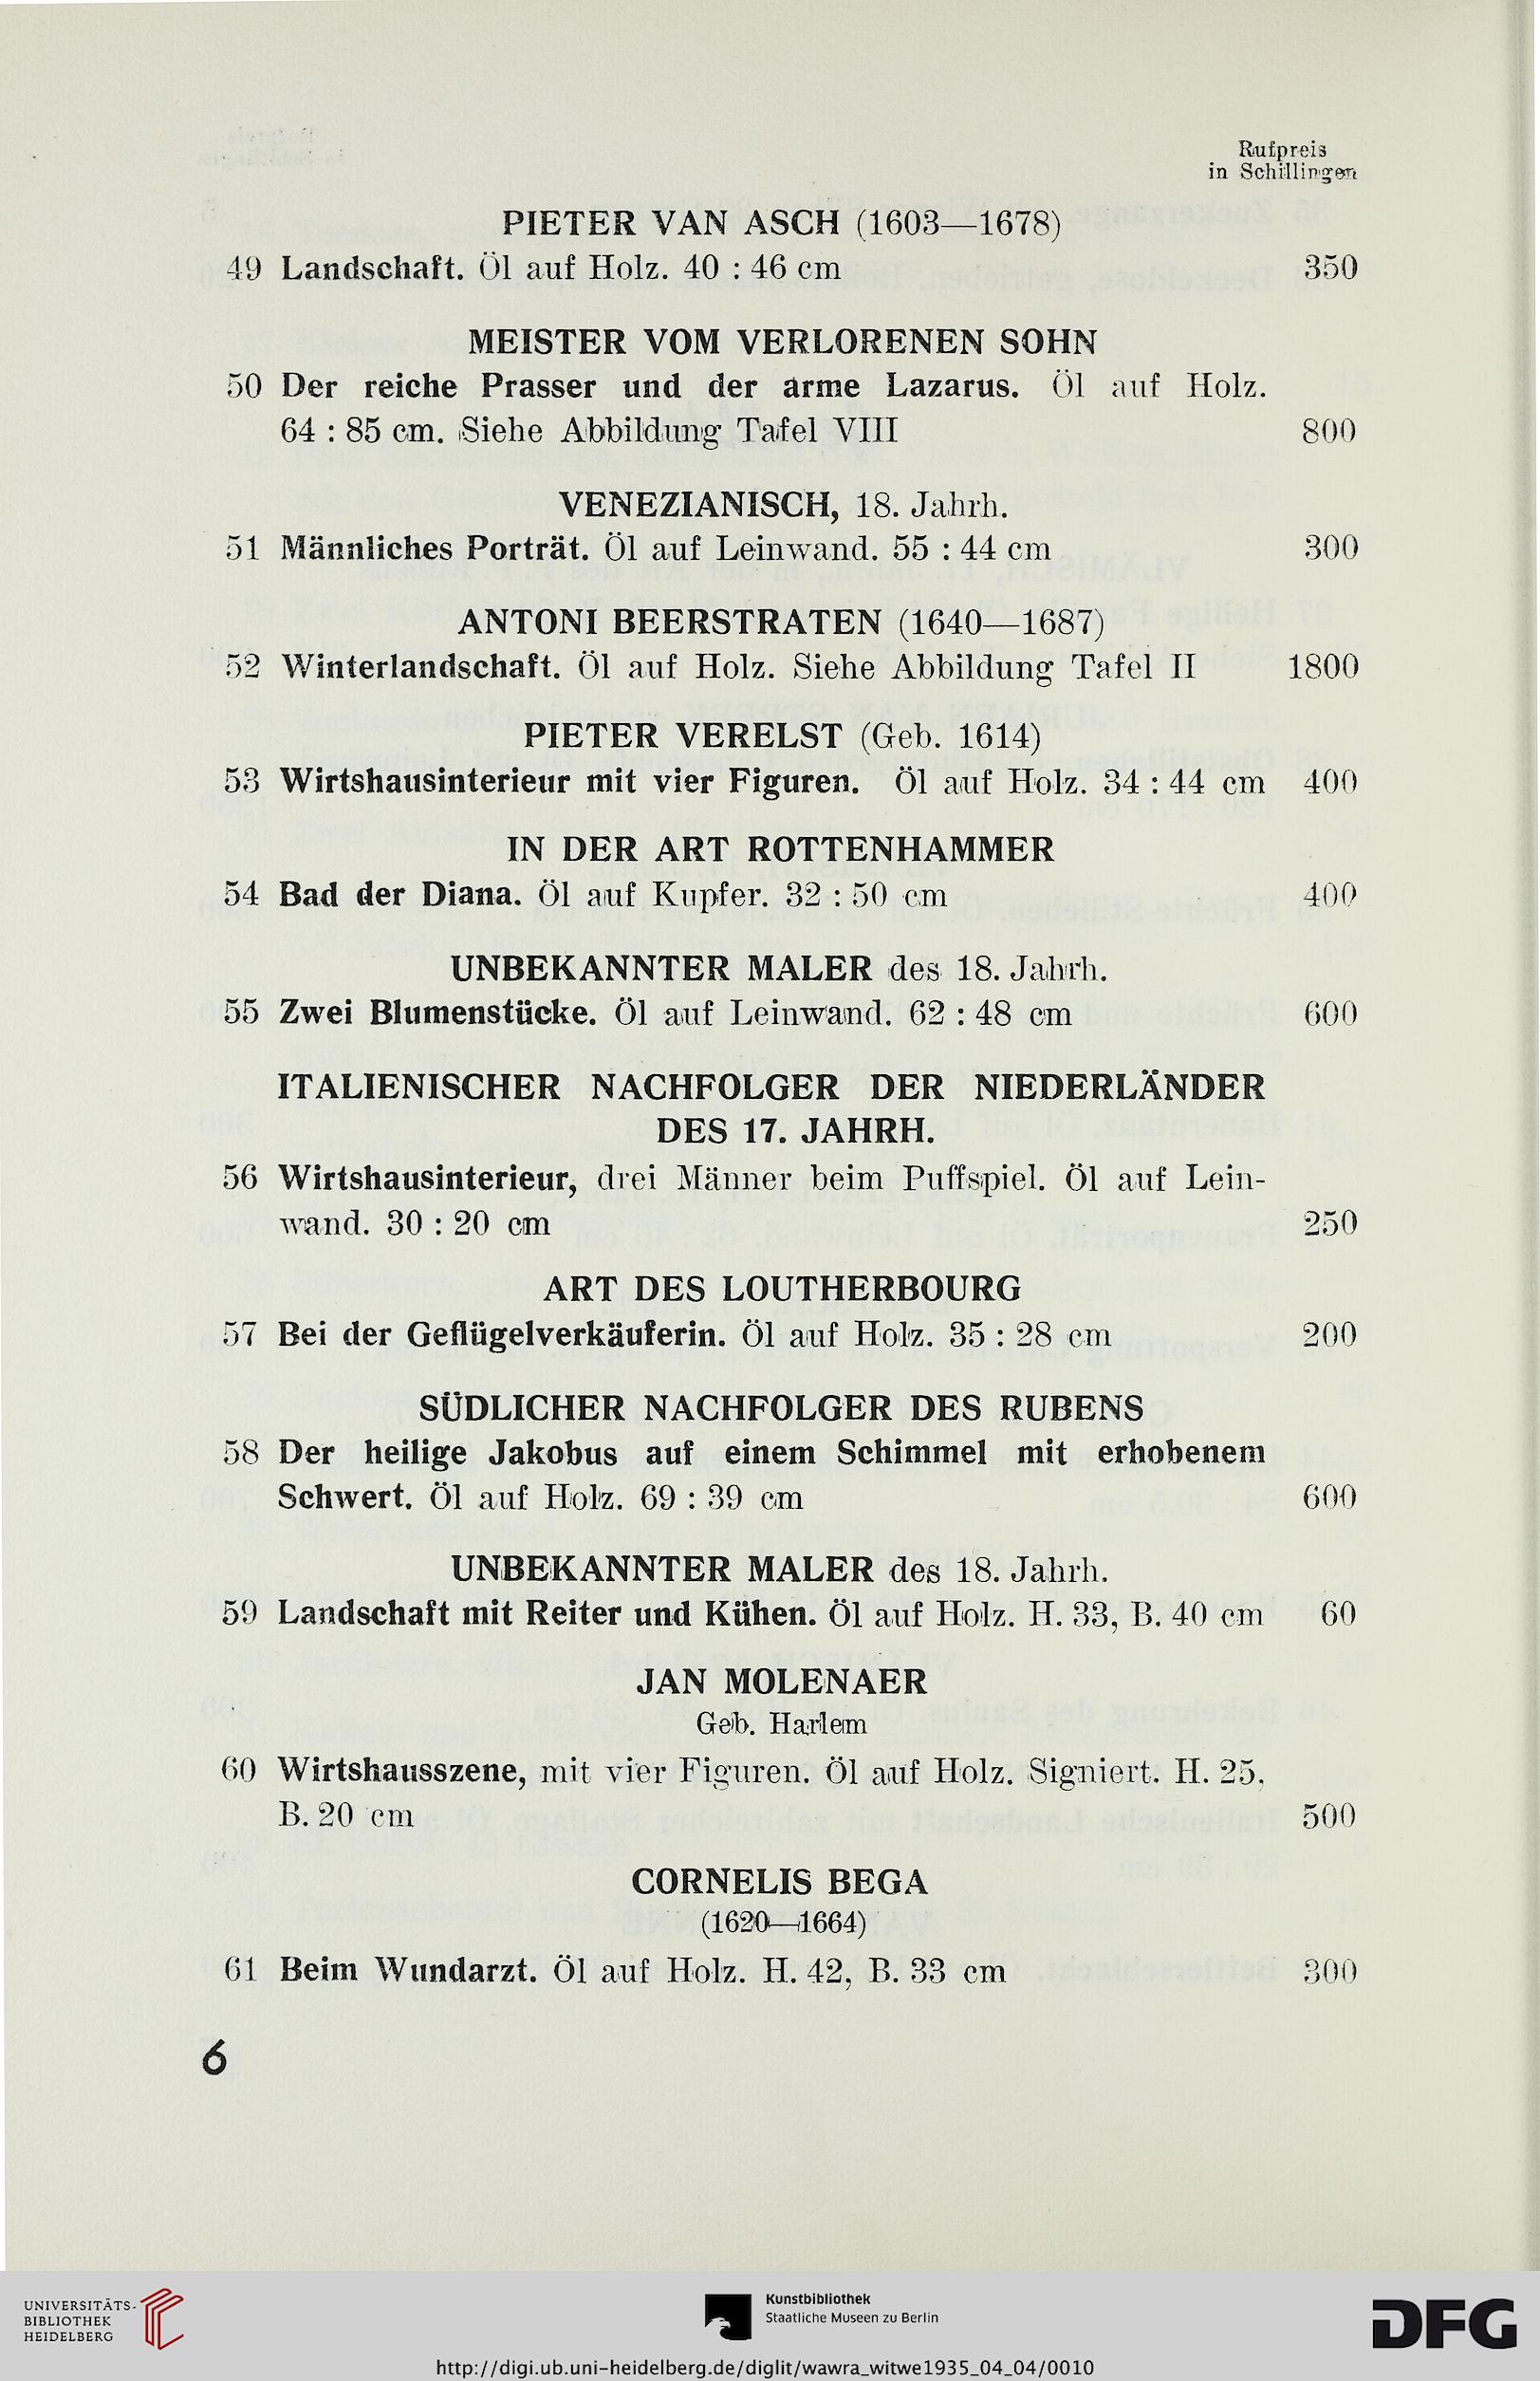 Rufpreis
in Schillingen
PIETER VAN ASCH (1603—1678)
49 Landschaft. Öl auf Holz. 40 : 46 cm 350
MEISTER VOM VERLORENEN SOHN
50 Der reiche Prasser und der arme Lazarus. Öl auf Holz.
64 : 85 cm. Siehe Abbildung Tafel VIII 800
VENEZIANISCH, 18. Jahrh.
51 Männliches Porträt. Öl auf Leinwand. 55 : 44 cm 300
ANTONI BEERSTRATEN (1640—1687)
52 Winterlandschaft. Öl auf Holz. Siehe Abbildung Tafel II 1800
PIETER VERELST (Geb. 1614)
53 Wirtshausinterieur mit vier Figuren. Öl auf Holz. 34 : 44 cm 400
IN DER ART ROTTENHAMMER
54 Bad der Diana. Öl auf Kupfer. 32 : 50 cm 400
UNBEKANNTER MALER des 18. Jahrh.
55 Zwei Blumenstücke. Öl auf Leinwand. 62 : 48 cm 600
ITALIENISCHER NACHFOLGER DER NIEDERLÄNDER
DES 17. JAHRH.
56 Wirtshausinterieur, drei Männer beim Puffspiel. Öl auf Lein-
wand. 30 : 20 cm 250
ART DES LOUTHERBOURG
57 Bei der Geflügelverkäuferin. Öl auf Holz. 35 : 28 cm 200
SÜDLICHER NACHFOLGER DES RUBENS
58 Der heilige Jakobus auf einem Schimmel mit erhobenem
Schwert. Öl auf Holz. 69 : 39 cm 600
UNBEKANNTER MALER des 18. Jahrh.
59 Landschaft mit Reiter und Kühen. Öl auf Holz. H. 33, B. 40 cm 60
JAN MOLENAER
Geb. Harlem
60 Wirtshausszene, mit vier Figuren. Öl auf Holz. Signiert. H. 25,
B. 20 cm 500
CORNELIS BEGA
(1620—1664)
61 Beim Wundarzt. Öl auf Holz. H. 42, B. 33 cm 300
6
UNIVERSITÄTS-
BIBLIOTHEK
HEIDELBERG
Kunstbibliothek
Staatliche Museen zu Berlin
DFG
http://digi.ub.uni-heidelberg.de/diglit/wawra_witwe1935_04_04/0010